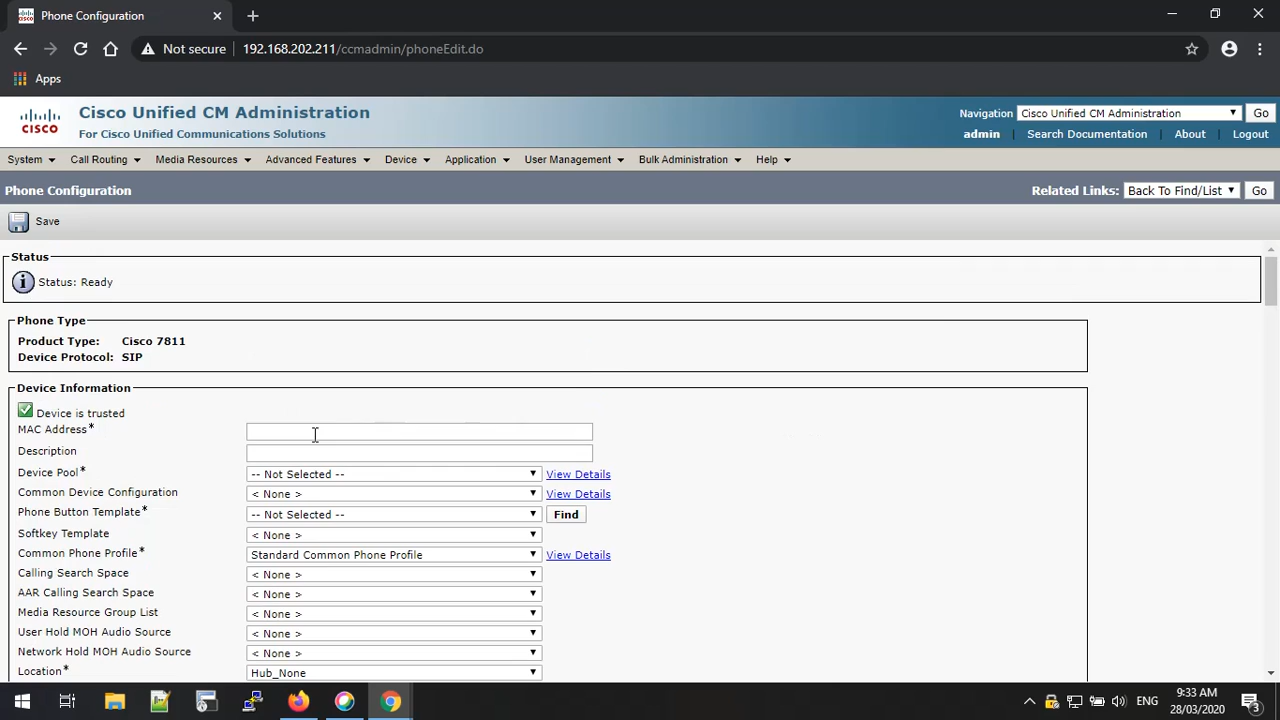 Phone Configuration
Not secure 192.168.202.211/ccmadmin/phoneEdit.do
Apps
CISCO
Cisco Unified CM Administration
For Cisco Unified Communications Solutions
Navigation Cisco Unified CM Administration Go
admin Search Documentation About Logout
System Call Routing Media Resources Advanced Features Device Application User Management Bulk Administration Help
Phone Configuration
Related Links: Back To Find/List Go
Save
Status
Status: Ready
Phone Type
Product Type: Cisco 7811
Device Protocol: SIP
Device Information
Device is trusted
MAC Address*
Description
Device Pool* -- Not Selected -- View Details
Common Device Configuration < None > View Details
Phone Button Template* -- Not Selected -- Find
Softkey Template < None >
Common Phone Profile* Standard Common Phone Profile View Details
Calling Search Space < None >
AAR Calling Search Space < None >
Media Resource Group List < None >
User Hold MOH Audio Source < None >
Network Hold MOH Audio Source < None >
Location* Hub_None
ENG
9:33 AM
28/03/2020
3